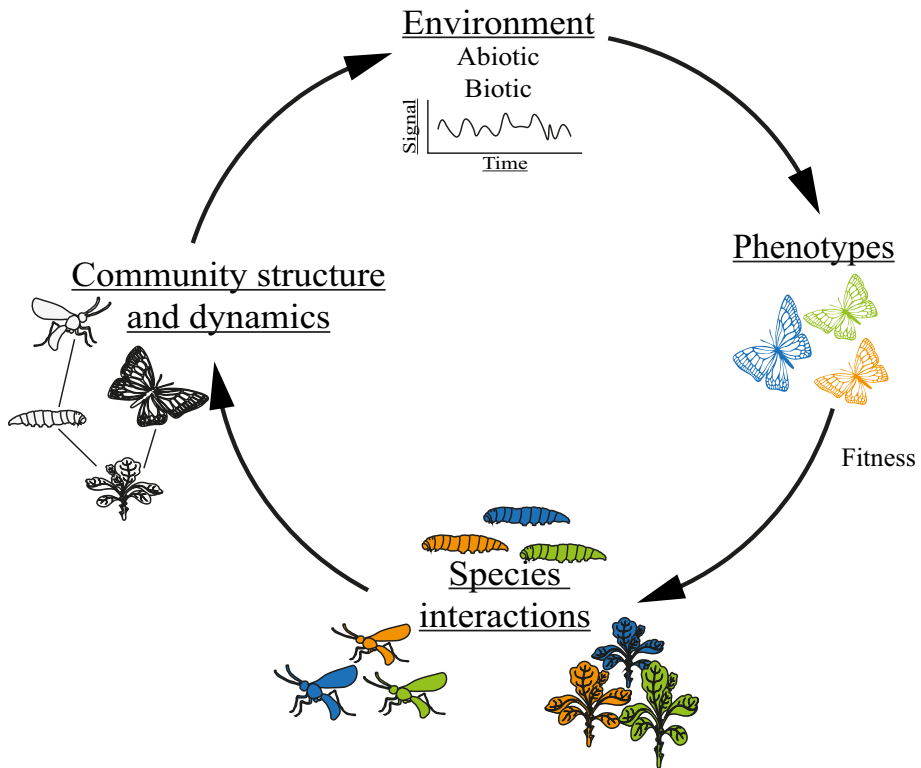 Environment
Abiotic
Biotic
Signal
Time
Phenotypes
Community structure
and dynamics
Fitness
Species
interactions